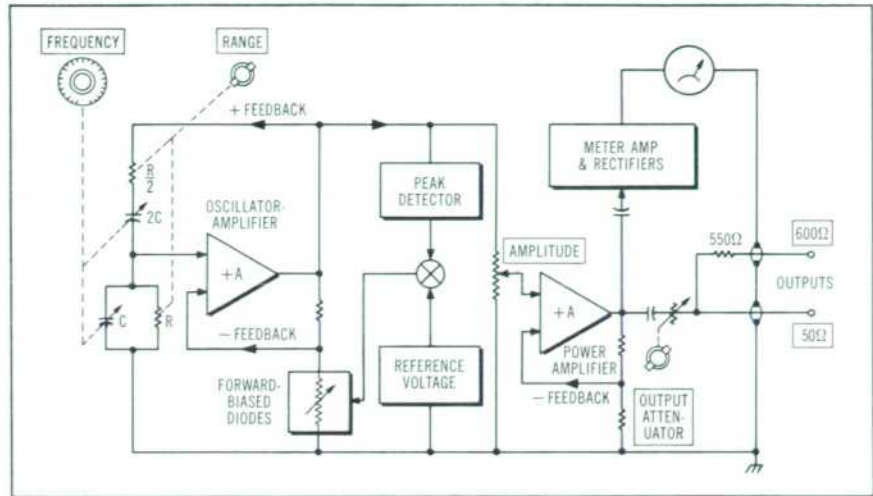 FREQUENCY
RANGE
+ FEEDBACK
R
2
2C
OSCILLATOR-
AMPLIFIER
+A
C
R
– FEEDBACK
FORWARD-
BIASED
DIODES
PEAK
DETECTOR
REFERENCE
VOLTAGE
AMPLITUDE
+A
POWER
AMPLIFIER
– FEEDBACK
METER AMP
& RECTIFIERS
550Ω
600Ω
OUTPUTS
50Ω
OUTPUT
ATTEN-
UATOR